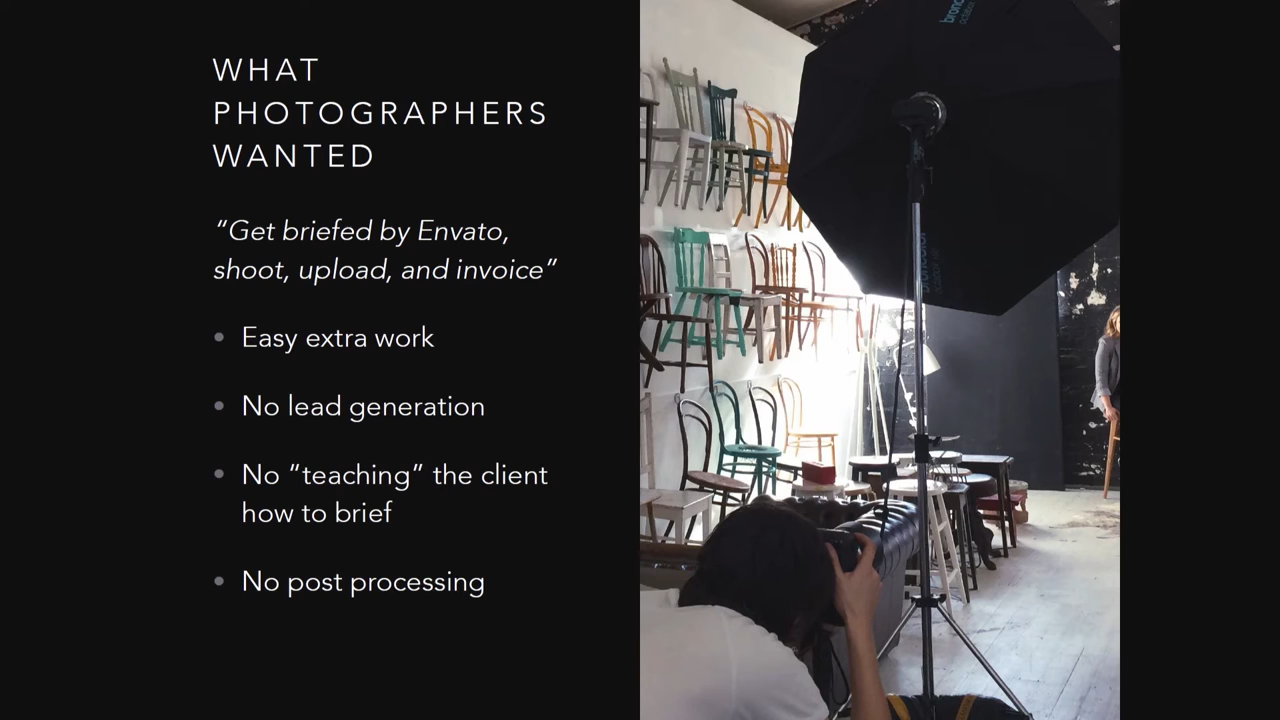 WHAT
PHOTOGRAPHERS
WANTED
“Get briefed by Envato,
shoot, upload, and invoice”
• Easy extra work
• No lead generation
• No “teaching” the client
how to brief
• No post processing